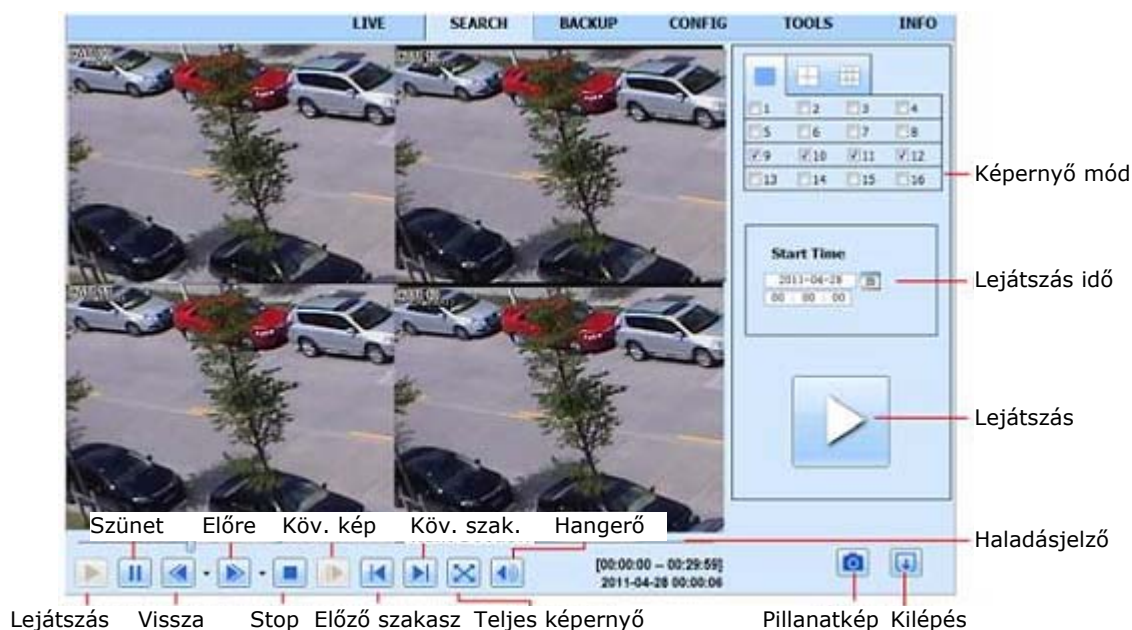 LIVE SEARCH BACKUP CONFIG TOOLS INFO
1 2 3 4
5 6 7 8
9 10 11 12
13 14 15 16
Képernyő mód
Start Time
2011-04-28
00 : 00 : 00
Lejátszás idő
Lejátszás
Szünet Előre Köv. kép Köv. szak. Hangerő
Haladásjelző
[00:00:00 -- 00:29:59]
2011-04-28 00:00:06
Lejátszás Vissza Stop Előző szakasz Teljes képernyő Pillanatkép Kilépés